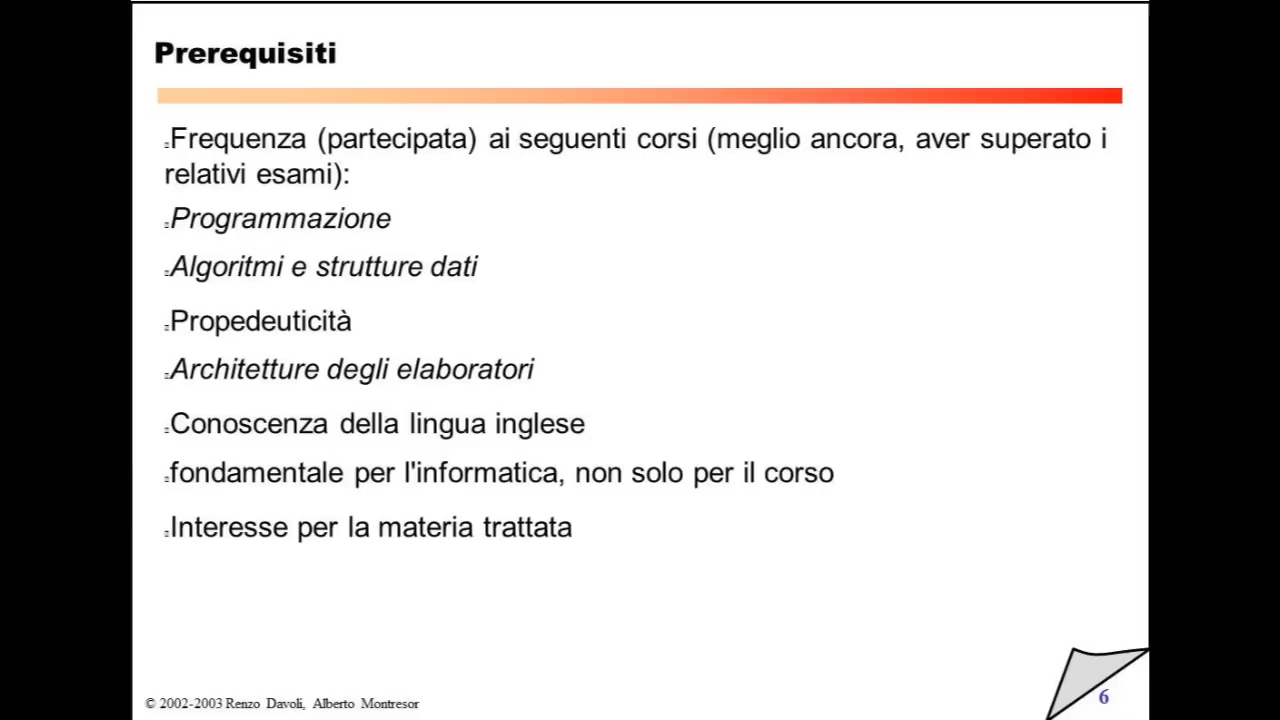 Prerequisiti
Frequenza (partecipata) ai seguenti corsi (meglio ancora, aver superato i
relativi esami):
Programmazione
Algoritmi e strutture dati
Propedeuticità
Architetture degli elaboratori
Conoscenza della lingua inglese
fondamentale per l'informatica, non solo per il corso
Interesse per la materia trattata
© 2002-2003 Renzo Davoli, Alberto Montresor
6